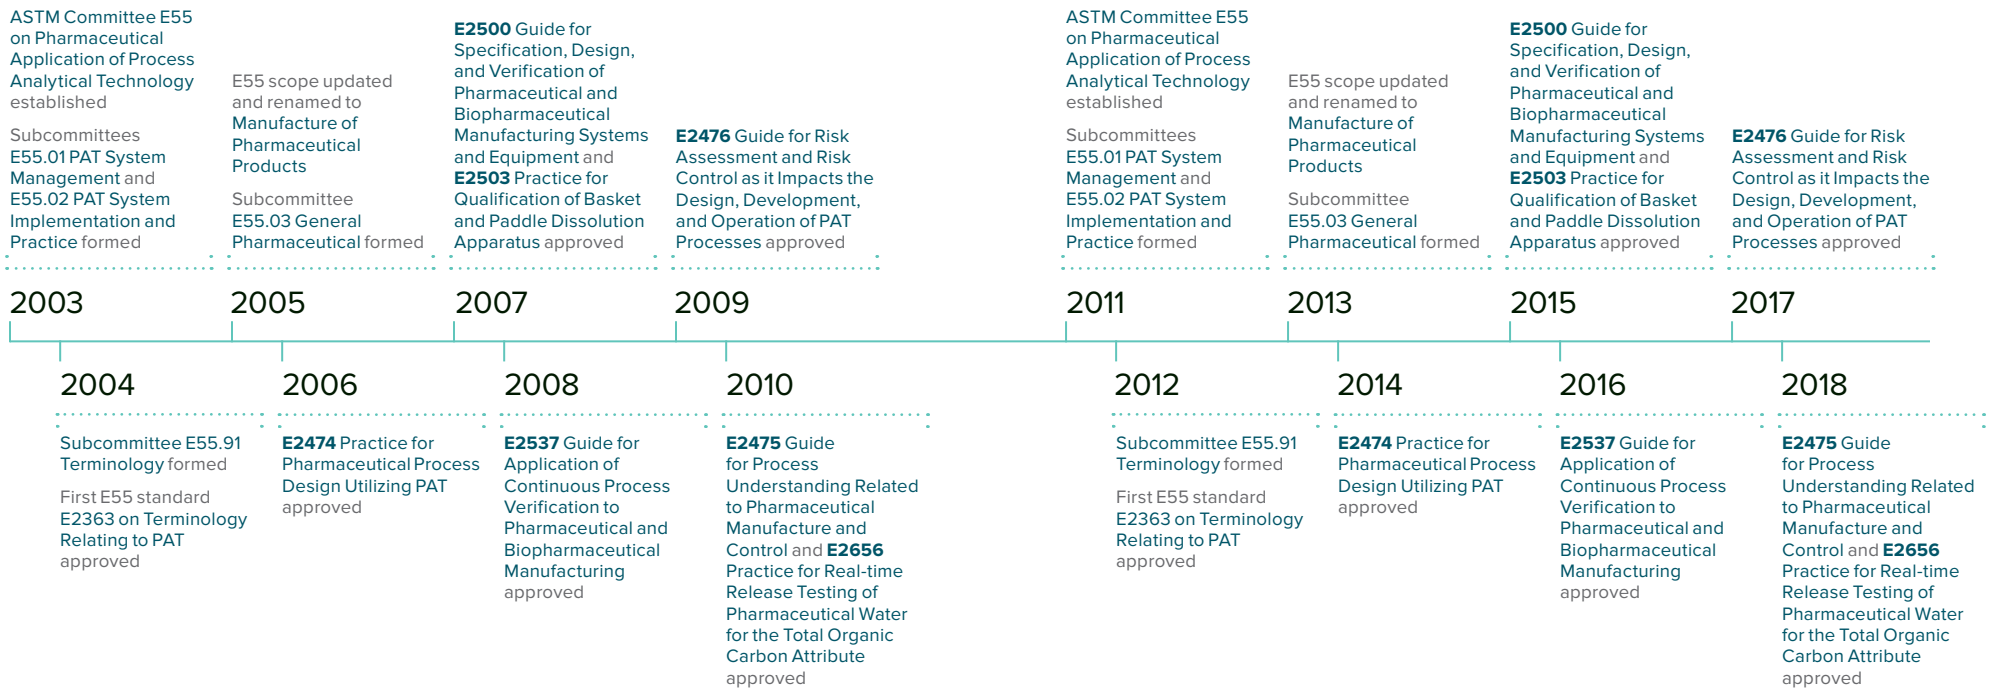 ASTM Committee E55
on Pharmaceutical
Application of Process
Analytical Technology
established
Subcommittees
E55.01 PAT System
Management and
E55.02 PAT System
Implementation and
Practice formed
2003
Subcommittee E55.91
Terminology formed
First E55 standard
E2363 on Terminology
Relating to PAT
approved
2004
E55 scope updated
and renamed to
Manufacture of
Pharmaceutical
Products
Subcommittee
E55.03 General
Pharmaceutical formed
2005
2006
E2474 Practice for
Pharmaceutical Process
Design Utilizing PAT
approved
E2500 Guide for
Specification, Design,
and Verification of
Pharmaceutical and
Biopharmaceutical
Manufacturing Systems
and Equipment and
E2503 Practice for
Qualification of Basket
and Paddle Dissolution
Apparatus approved
2007
2008
E2537 Guide for
Application of
Continuous Process
Verification to
Pharmaceutical and
Biopharmaceutical
Manufacturing
approved
E2476 Guide for Risk
Assessment and Risk
Control as it Impacts the
Design, Development,
and Operation of PAT
Processes approved
2009
2010
E2475 Guide
for Process
Understanding Related
to Pharmaceutical
Manufacture and
Control and E2656
Practice for Real-time
Release Testing of
Pharmaceutical Water
for the Total Organic
Carbon Attribute
approved
ASTM Committee E55
on Pharmaceutical
Application of Process
Analytical Technology
established
Subcommittees
E55.01 PAT System
Management and
E55.02 PAT System
Implementation and
Practice formed
2011
2012
Subcommittee E55.91
Terminology formed
First E55 standard
E2363 on Terminology
Relating to PAT
approved
E55 scope updated
and renamed to
Manufacture of
Pharmaceutical
Products
Subcommittee
E55.03 General
Pharmaceutical formed
2013
2014
E2474 Practice for
Pharmaceutical Process
Design Utilizing PAT
approved
E2500 Guide for
Specification, Design,
and Verification of
Pharmaceutical and
Biopharmaceutical
Manufacturing Systems
and Equipment and
E2503 Practice for
Qualification of Basket
and Paddle Dissolution
Apparatus approved
2015
2016
E2537 Guide for
Application of
Continuous Process
Verification to
Pharmaceutical and
Biopharmaceutical
Manufacturing
approved
E2476 Guide for Risk
Assessment and Risk
Control as it Impacts the
Design, Development,
and Operation of PAT
Processes approved
2017
2018
E2475 Guide
for Process
Understanding Related
to Pharmaceutical
Manufacture and
Control and E2656
Practice for Real-time
Release Testing of
Pharmaceutical Water
for the Total Organic
Carbon Attribute
approved